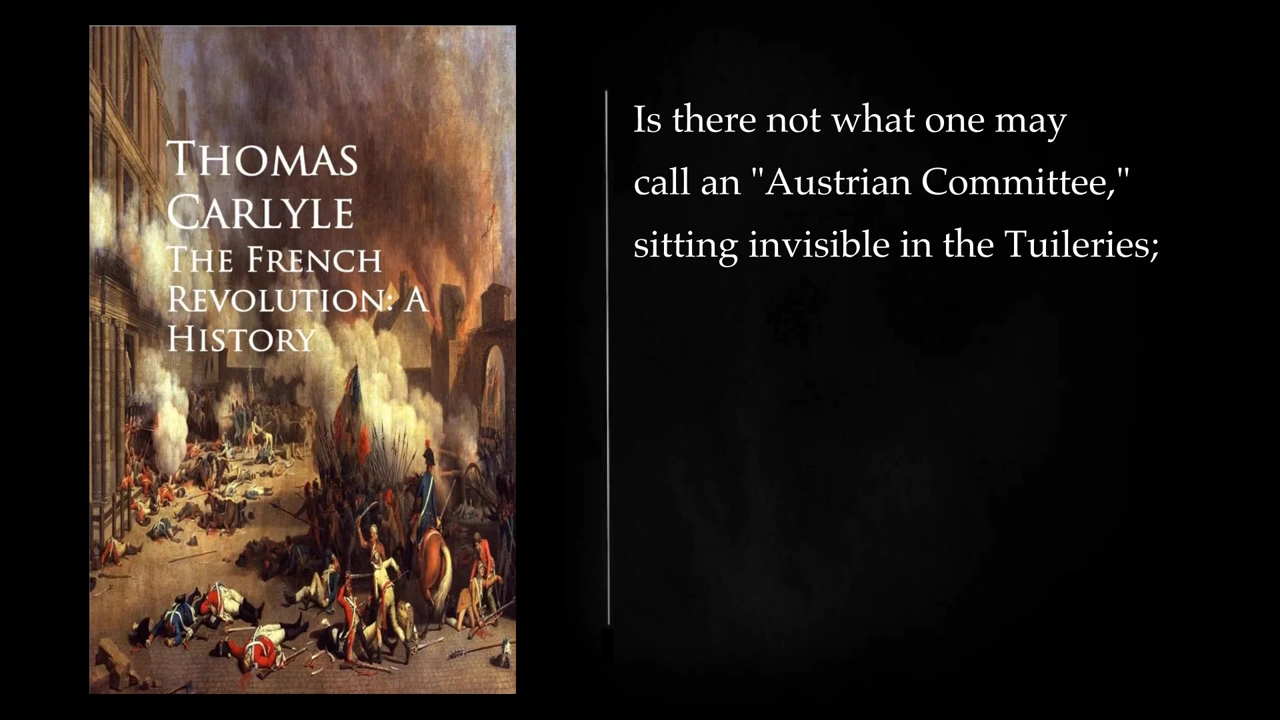 THOMAS
CARLYLE
THE FRENCH
REVOLUTION: A
HISTORY
Is there not what one may
call an "Austrian Committee,"
sitting invisible in the Tuileries;